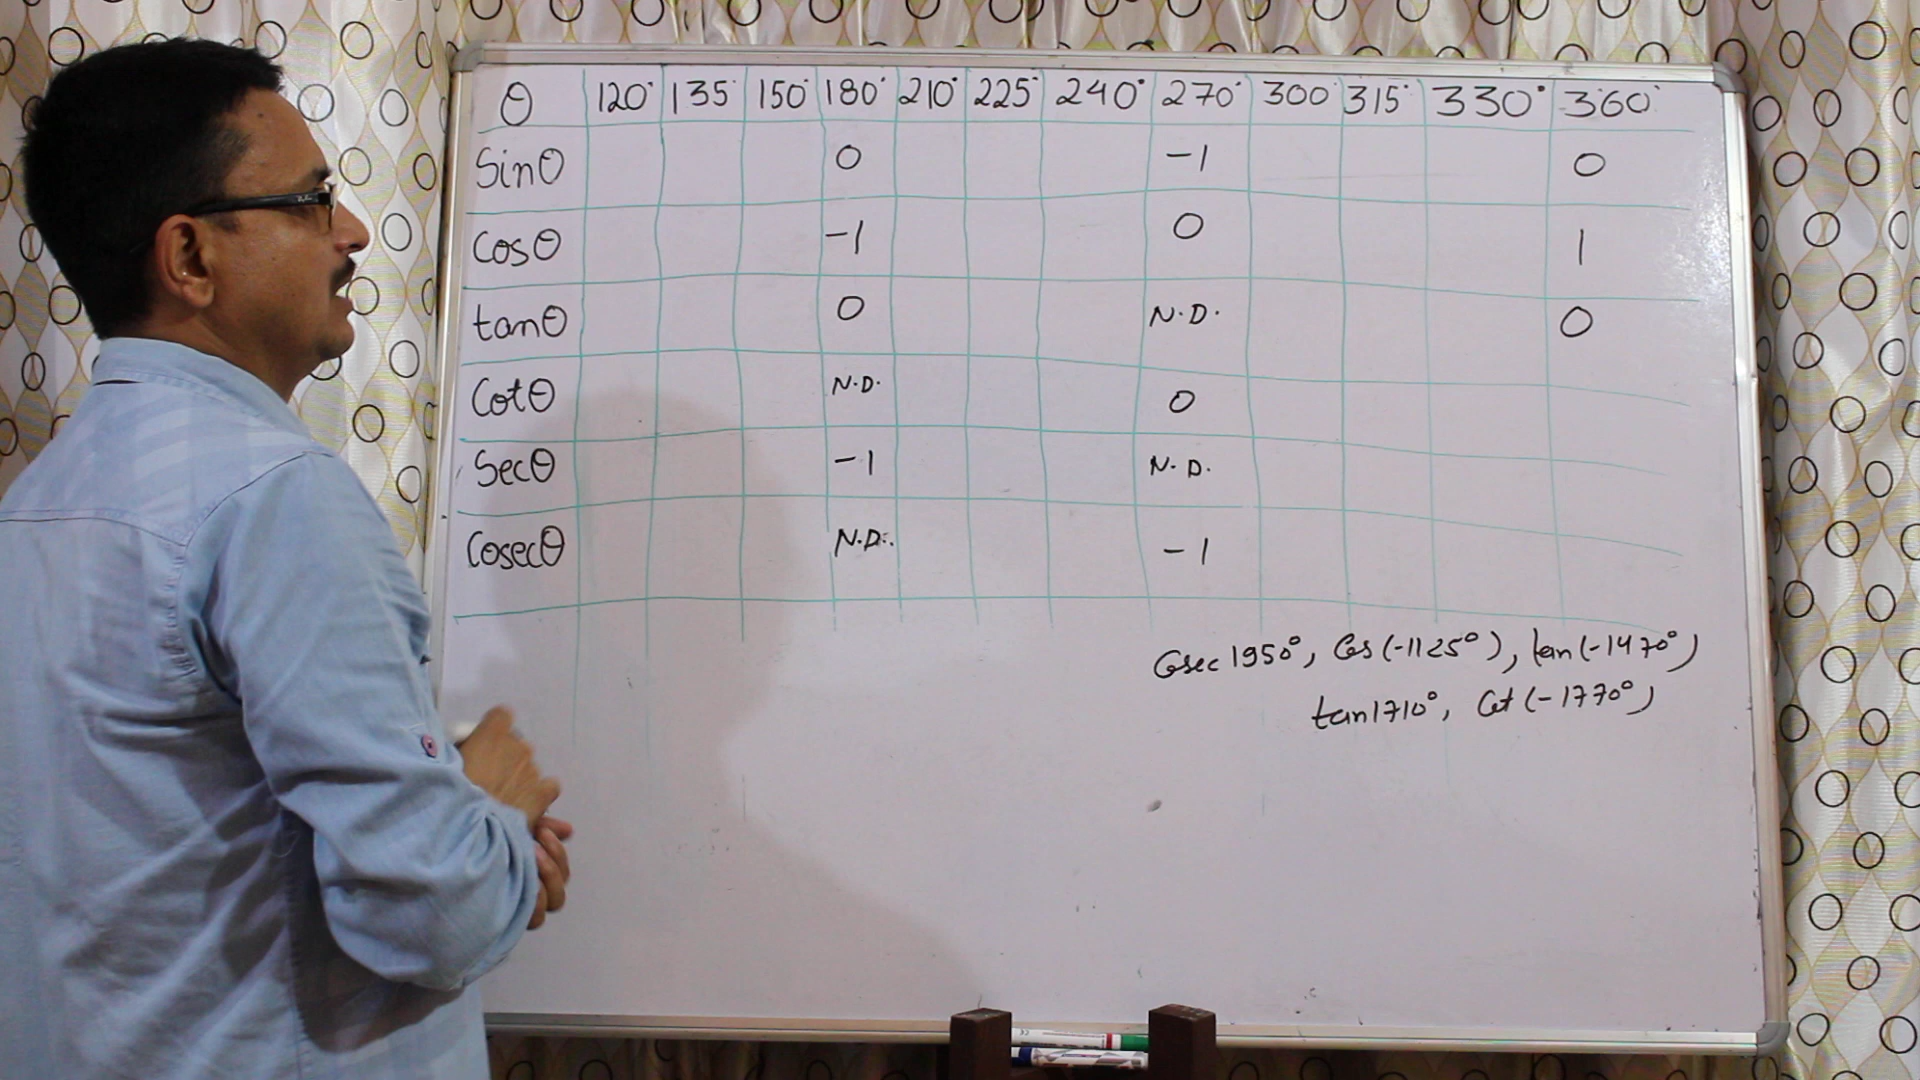 θ 120° 135° 150° 180° 210° 225° 240° 270° 300° 315° 330° 360°
Sinθ 0 -1 0
Cosθ -1 0 1
tanθ 0 N.D. 0
Cotθ N.D. 0
Secθ -1 N.D.
Cosecθ N.D. -1
Cosec 1950°, Cos (-1125°), tan (-1470°)
tan 1710°, Cot (-1770°)